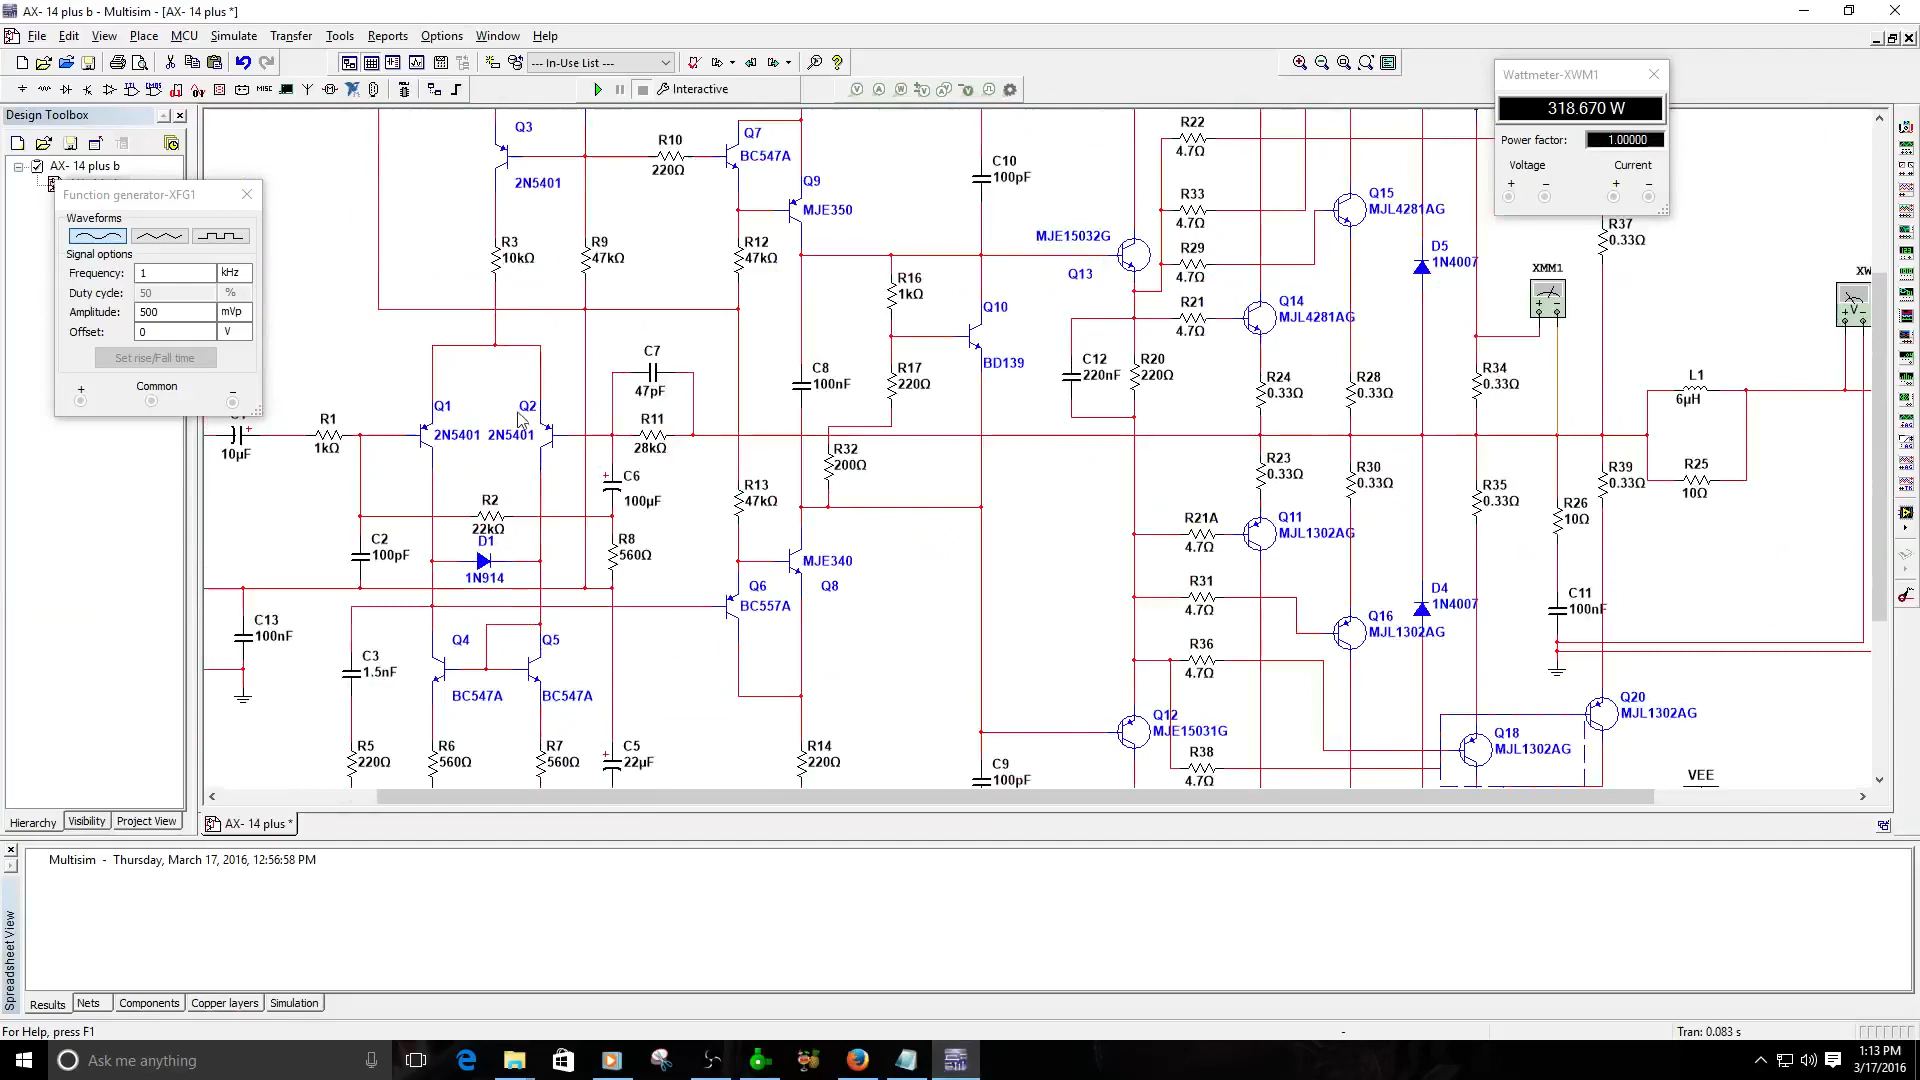 AX- 14 plus b - Multisim - [AX- 14 plus *]
File Edit View Place MCU Simulate Transfer Tools Reports Options Window Help
--- In-Use List ---
MISC
Interactive
Design Toolbox
AX- 14 plus b
Function generator-XFG1
Waveforms
Signal options
Frequency: 1 kHz
Duty cycle: 50 %
Amplitude: 500 mVp
Offset: 0 V
Set rise/Fall time
+ Common −
Hierarchy Visibility Project View
Wattmeter-XWM1
318.670 W
Power factor: 1.00000
Voltage Current
+ − + −
Q3
2N5401
R10
220Ω
Q7
BC547A
Q9
MJE350
C10
100pF
R22
4.7Ω
R33
4.7Ω
R29
4.7Ω
R21
4.7Ω
Q15
MJL4281AG
Q14
MJL4281AG
R37
0.33Ω
D5
1N4007
XMM1
XW
V
R3
10kΩ
R9
47kΩ
R12
47kΩ
MJE15032G
Q13
R16
1kΩ
Q10
BD139
C7
47pF
C8
100nF
R17
220Ω
C12
220nF
R20
220Ω
R24
0.33Ω
R28
0.33Ω
R34
0.33Ω
L1
6µH
10µF
R1
1kΩ
Q1
2N5401
Q2
2N5401
R11
28kΩ
R32
200Ω
R23
0.33Ω
R30
0.33Ω
R35
0.33Ω
R39
0.33Ω
R25
10Ω
R2
22kΩ
C6
100µF
R13
47kΩ
C2
100pF
D1
1N914
R8
560Ω
MJE340
Q8
Q6
BC557A
R21A
4.7Ω
Q11
MJL1302AG
R26
10Ω
R31
4.7Ω
D4
1N4007
C11
100nF
C13
100nF
Q16
MJL1302AG
Q4
BC547A
Q5
BC547A
C3
1.5nF
R36
4.7Ω
Q20
MJL1302AG
Q12
MJE15031G
Q18
MJL1302AG
R5
220Ω
R6
560Ω
R7
560Ω
C5
22µF
R14
220Ω
C9
100pF
R38
4.7Ω
VEE
AX- 14 plus *
Multisim - Thursday, March 17, 2016, 12:56:58 PM
Spreadsheet View
Results Nets Components Copper layers Simulation
For Help, press F1
-
Tran: 0.083 s
Ask me anything
1:13 PM
3/17/2016